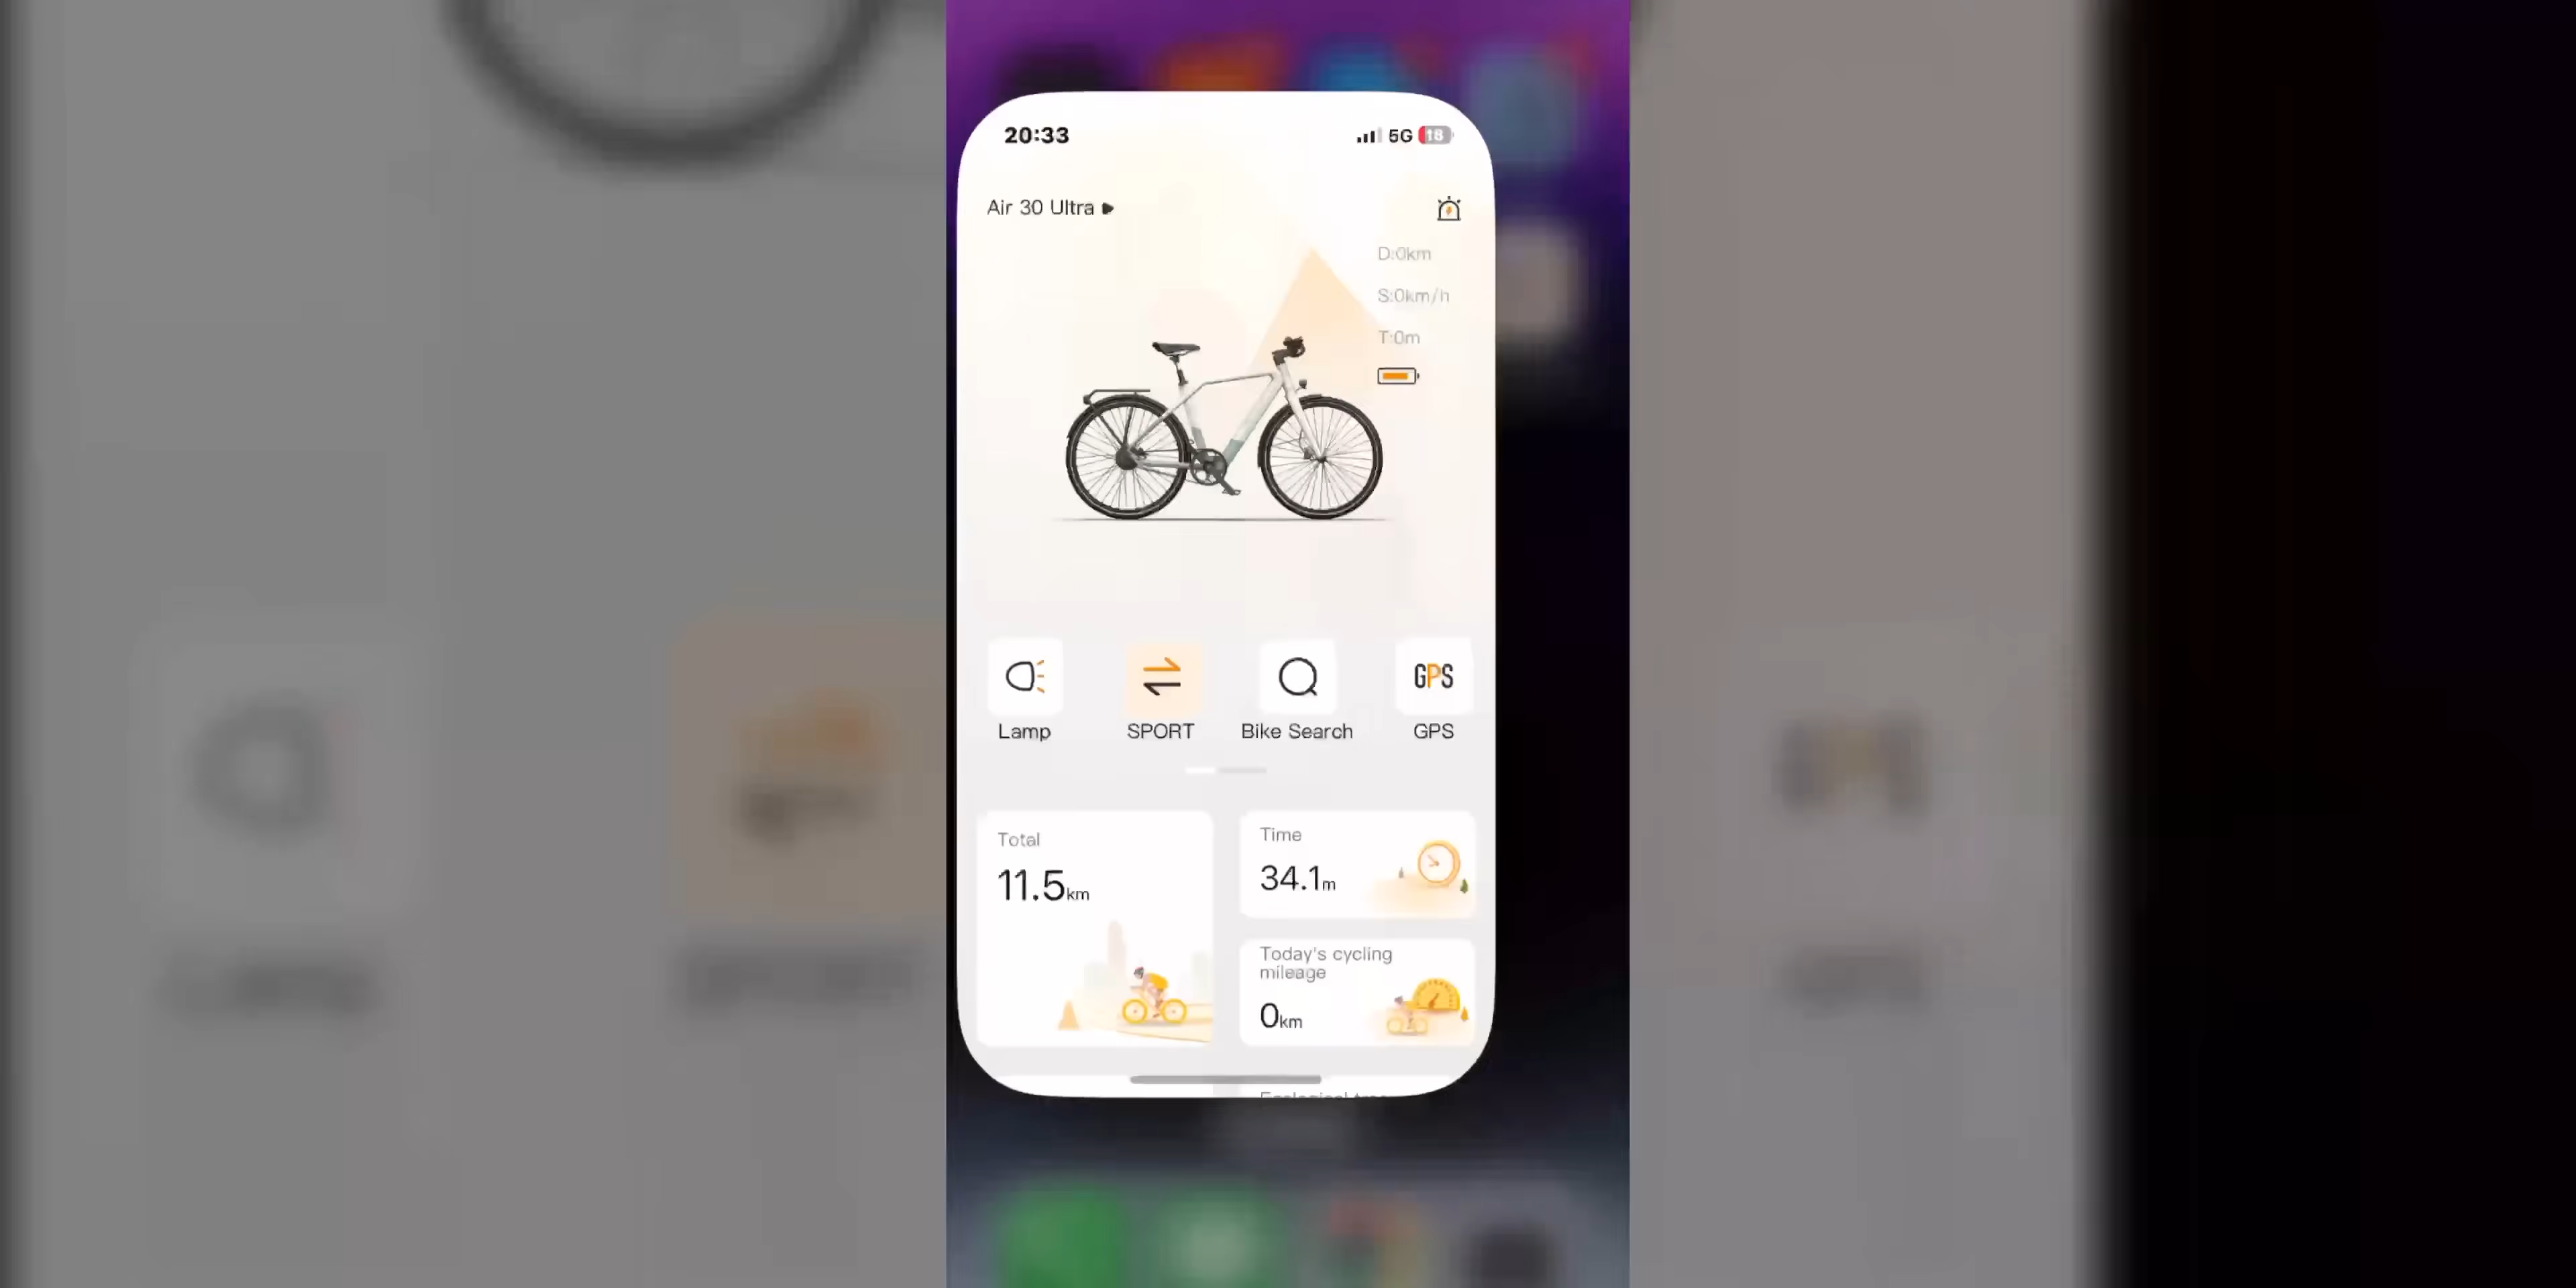 20:33
5G 18
Air 30 Ultra
D:0km
S:0km/h
T:0m
Lamp
SPORT
Bike Search
GPS
GPS
Total
11.5km
Time
34.1m
Today's cycling
mileage
0km